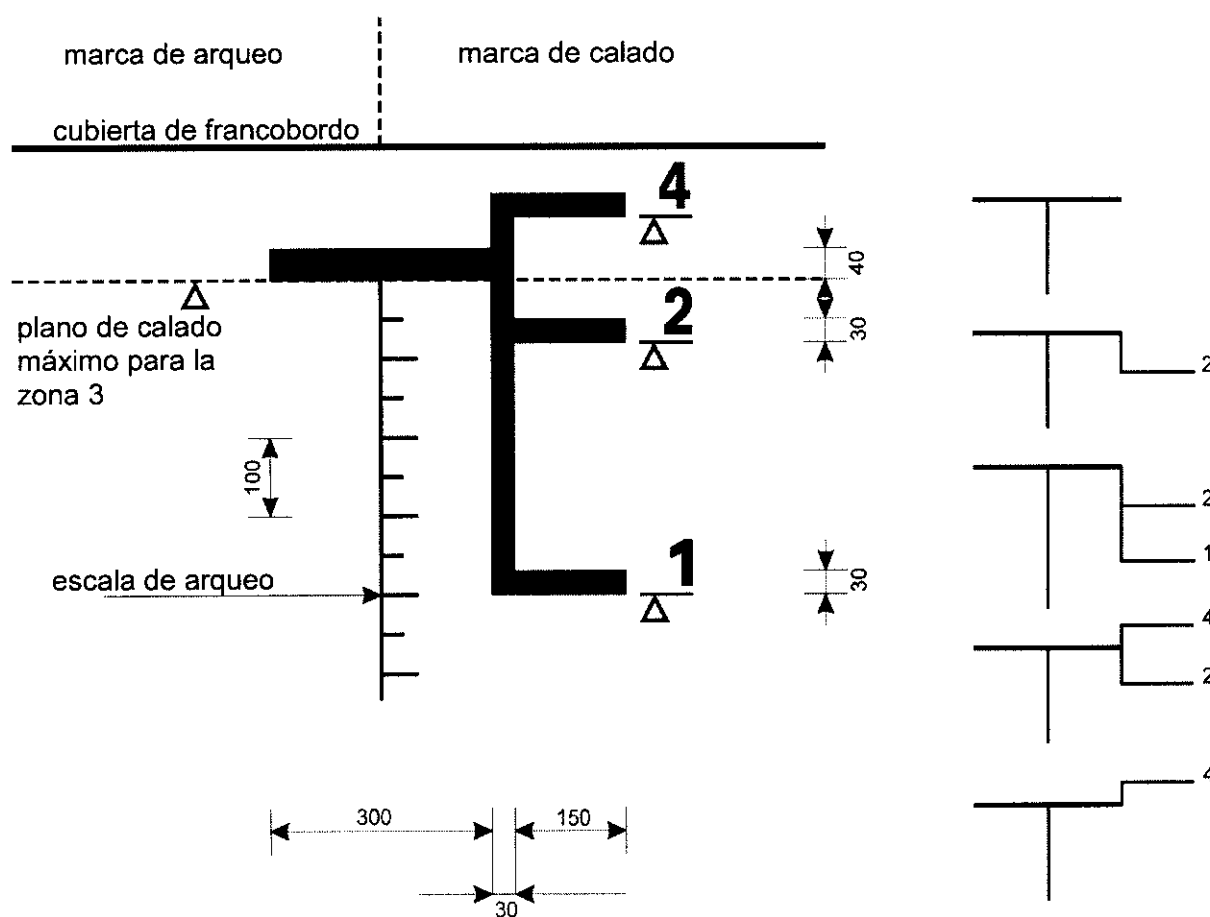 marca de arqueo
marca de calado
cubierta de francobordo
4
40
plano de calado
máximo para la
zona 3
2
30
2
100
2
1
escala de arqueo
1
30
4
2
4
300
150
30